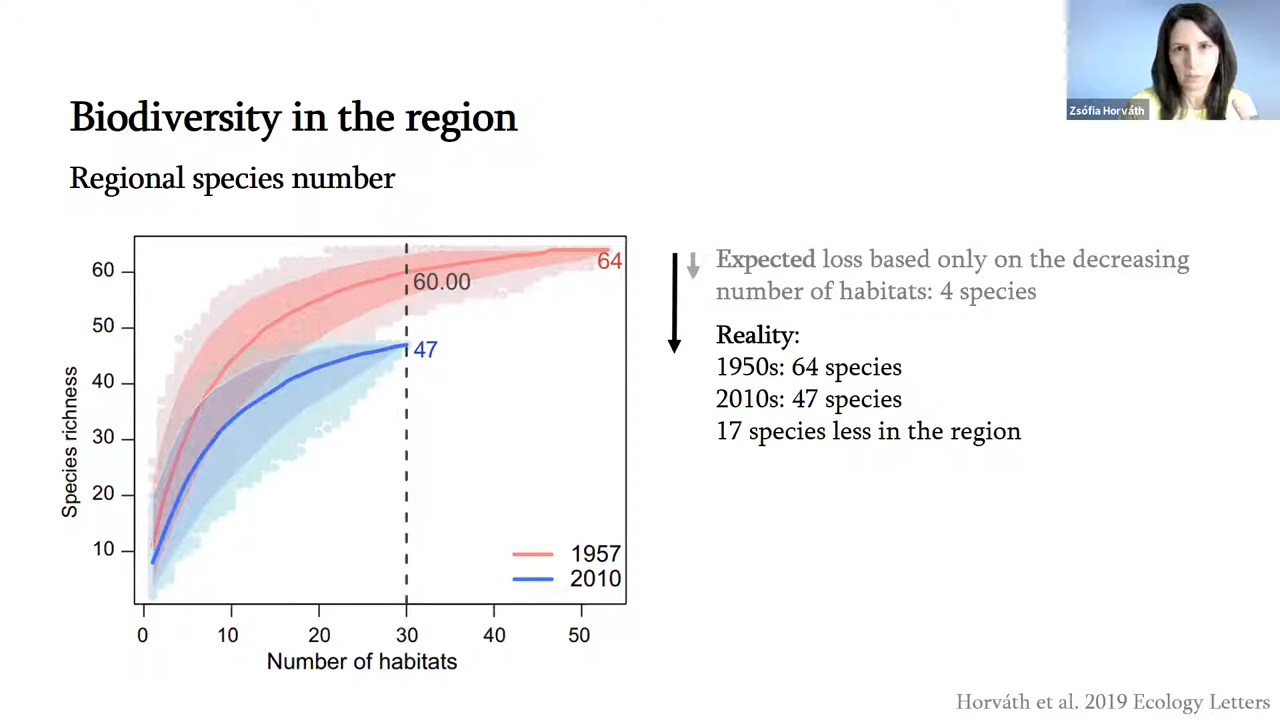 Zsófia Horváth
Biodiversity in the region
Regional species number
Species richness
60
50
40
30
20
10
60.00
64
47
1957
2010
0
10
20
30
40
50
Number of habitats
Expected loss based only on the decreasing
number of habitats: 4 species
Reality:
1950s: 64 species
2010s: 47 species
17 species less in the region
Horváth et al. 2019 Ecology Letters